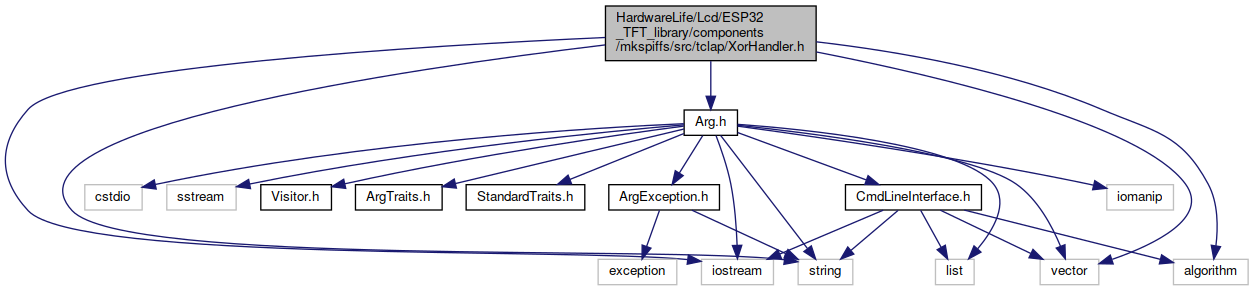 HardwareLife/Lcd/ESP32
_TFT_library/components
/mkspiffs/src/tclap/XorHandler.h
Arg.h
cstdio
sstream
Visitor.h
ArgTraits.h
StandardTraits.h
ArgException.h
CmdLineInterface.h
iomanip
exception
iostream
string
list
vector
algorithm